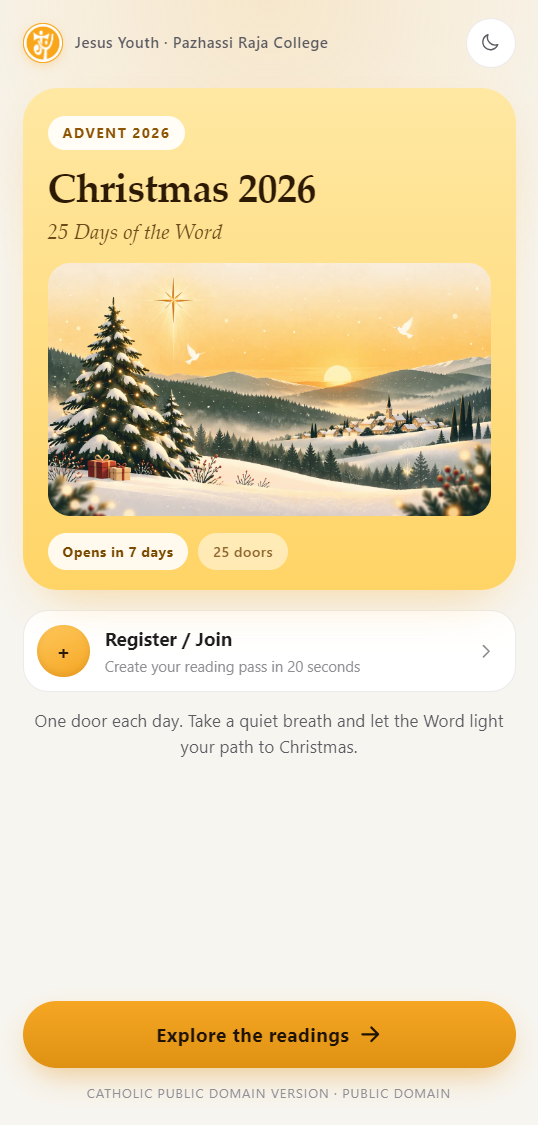 Jesus Youth · Pazhassi Raja College
ADVENT 2026
Christmas 2026
25 Days of the Word
Opens in 7 days
25 doors
+
Register / Join
Create your reading pass in 20 seconds
One door each day. Take a quiet breath and let the Word light
your path to Christmas.
Explore the readings →
CATHOLIC PUBLIC DOMAIN VERSION · PUBLIC DOMAIN